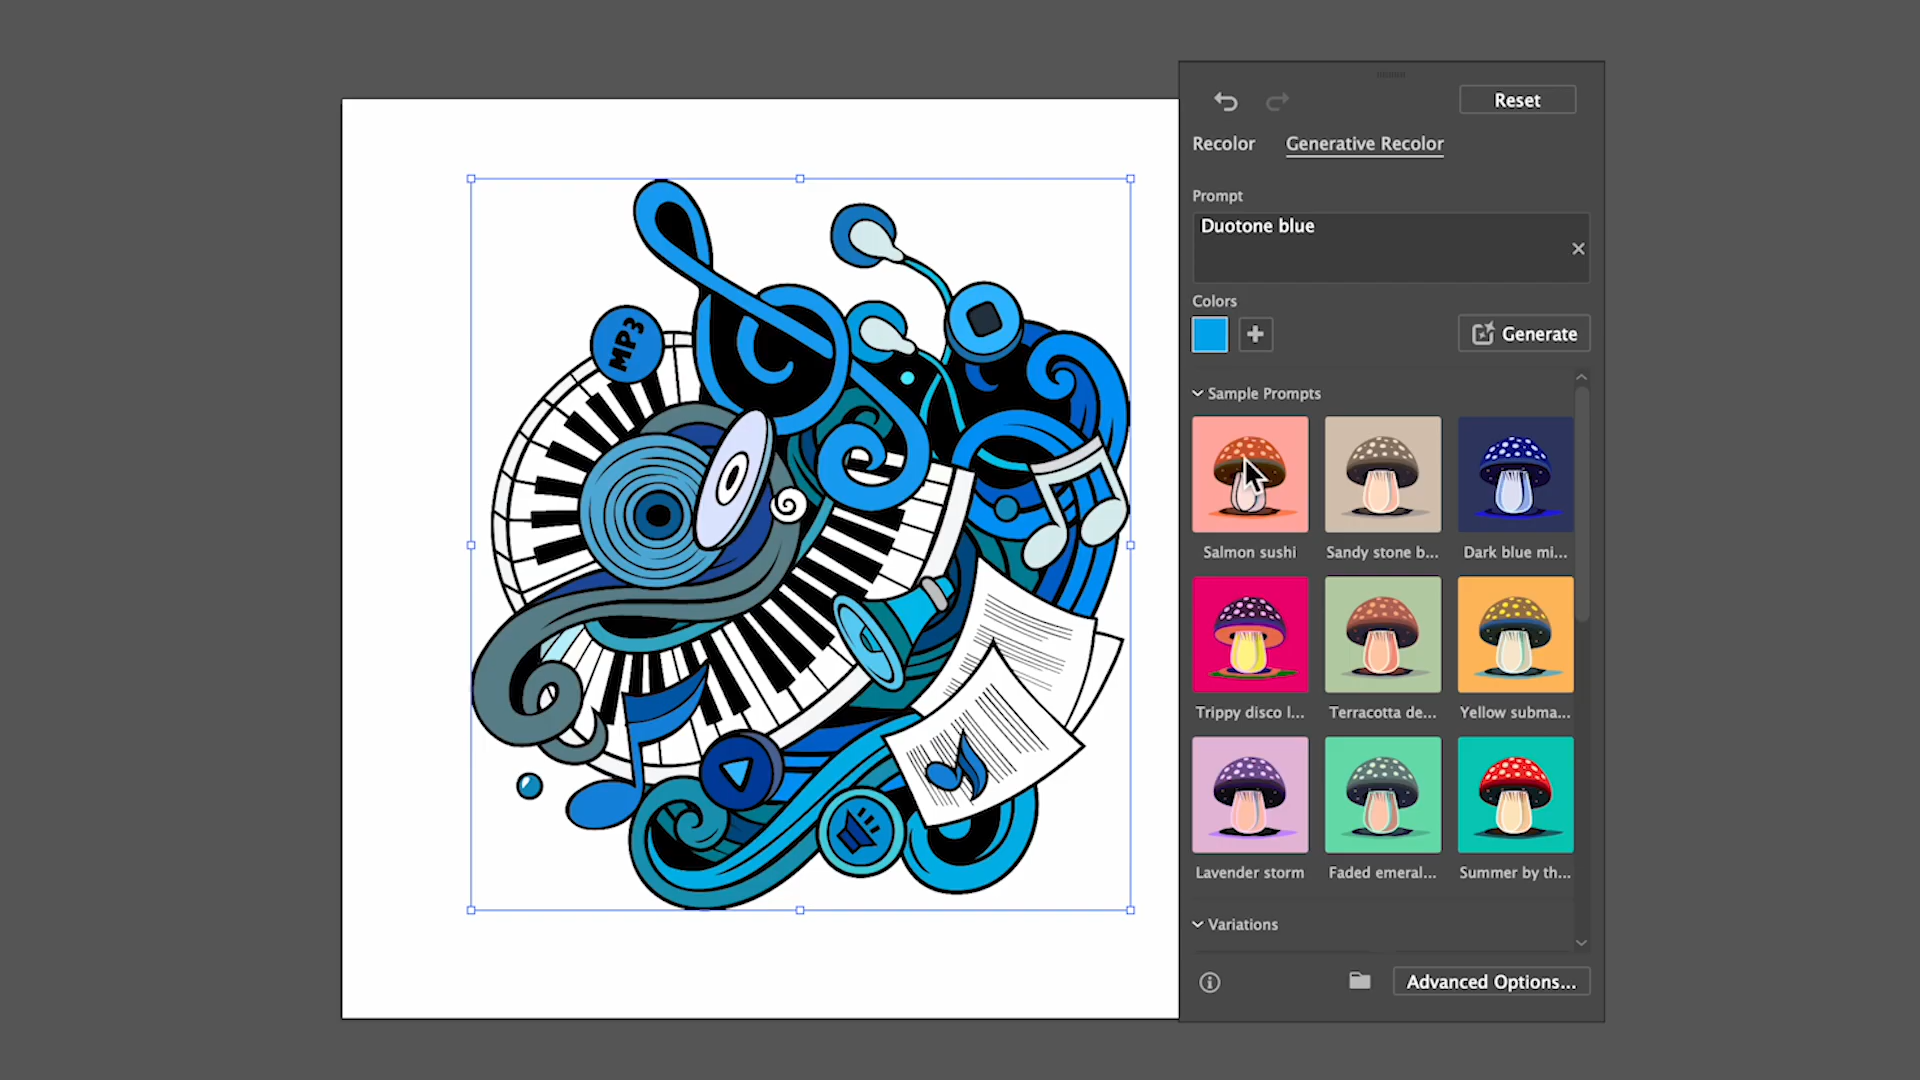 Reset
Recolor
Generative Recolor
Prompt
Duotone blue
Colors
Generate
Sample Prompts
Salmon sushi
Sandy stone b...
Dark blue mi...
Trippy disco l...
Terracotta de...
Yellow subma...
Lavender storm
Faded emeral...
Summer by th...
Variations
Advanced Options...
MP3